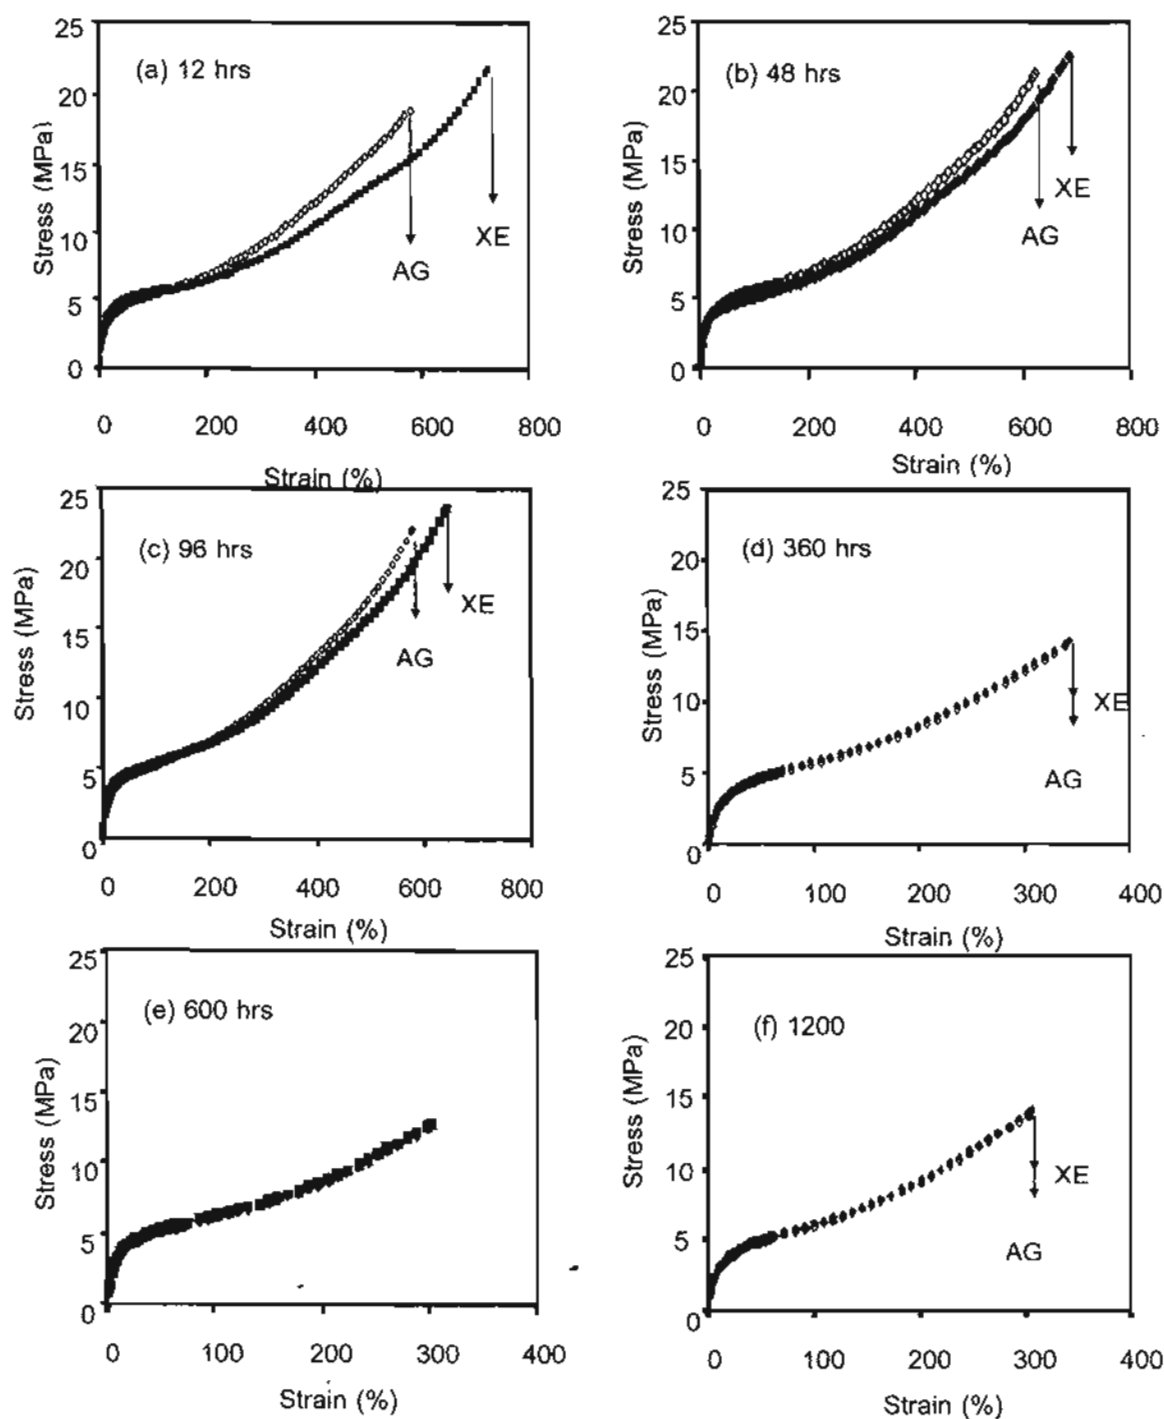 25
(a) 12 hrs
20
15
10
5
0
Stress (MPa)
AG
XE
0 200 400 600 800
Strain (%)
25
(b) 48 hrs
20
15
10
5
0
Stress (MPa)
XE
AG
0 200 400 600 800
Strain (%)
25
(c) 96 hrs
20
15
10
5
0
Stress (MPa)
XE
AG
0 200 400 600 800
Strain (%)
25
(d) 360 hrs
20
15
10
5
0
Stress (MPa)
XE
AG
0 100 200 300 400
Strain (%)
25
(e) 600 hrs
20
15
10
5
0
Stress (MPa)
0 100 200 300 400
Strain (%)
25
(f) 1200
20
15
10
5
0
Stress (MPa)
XE
AG
0 100 200 300 400
Strain (%)